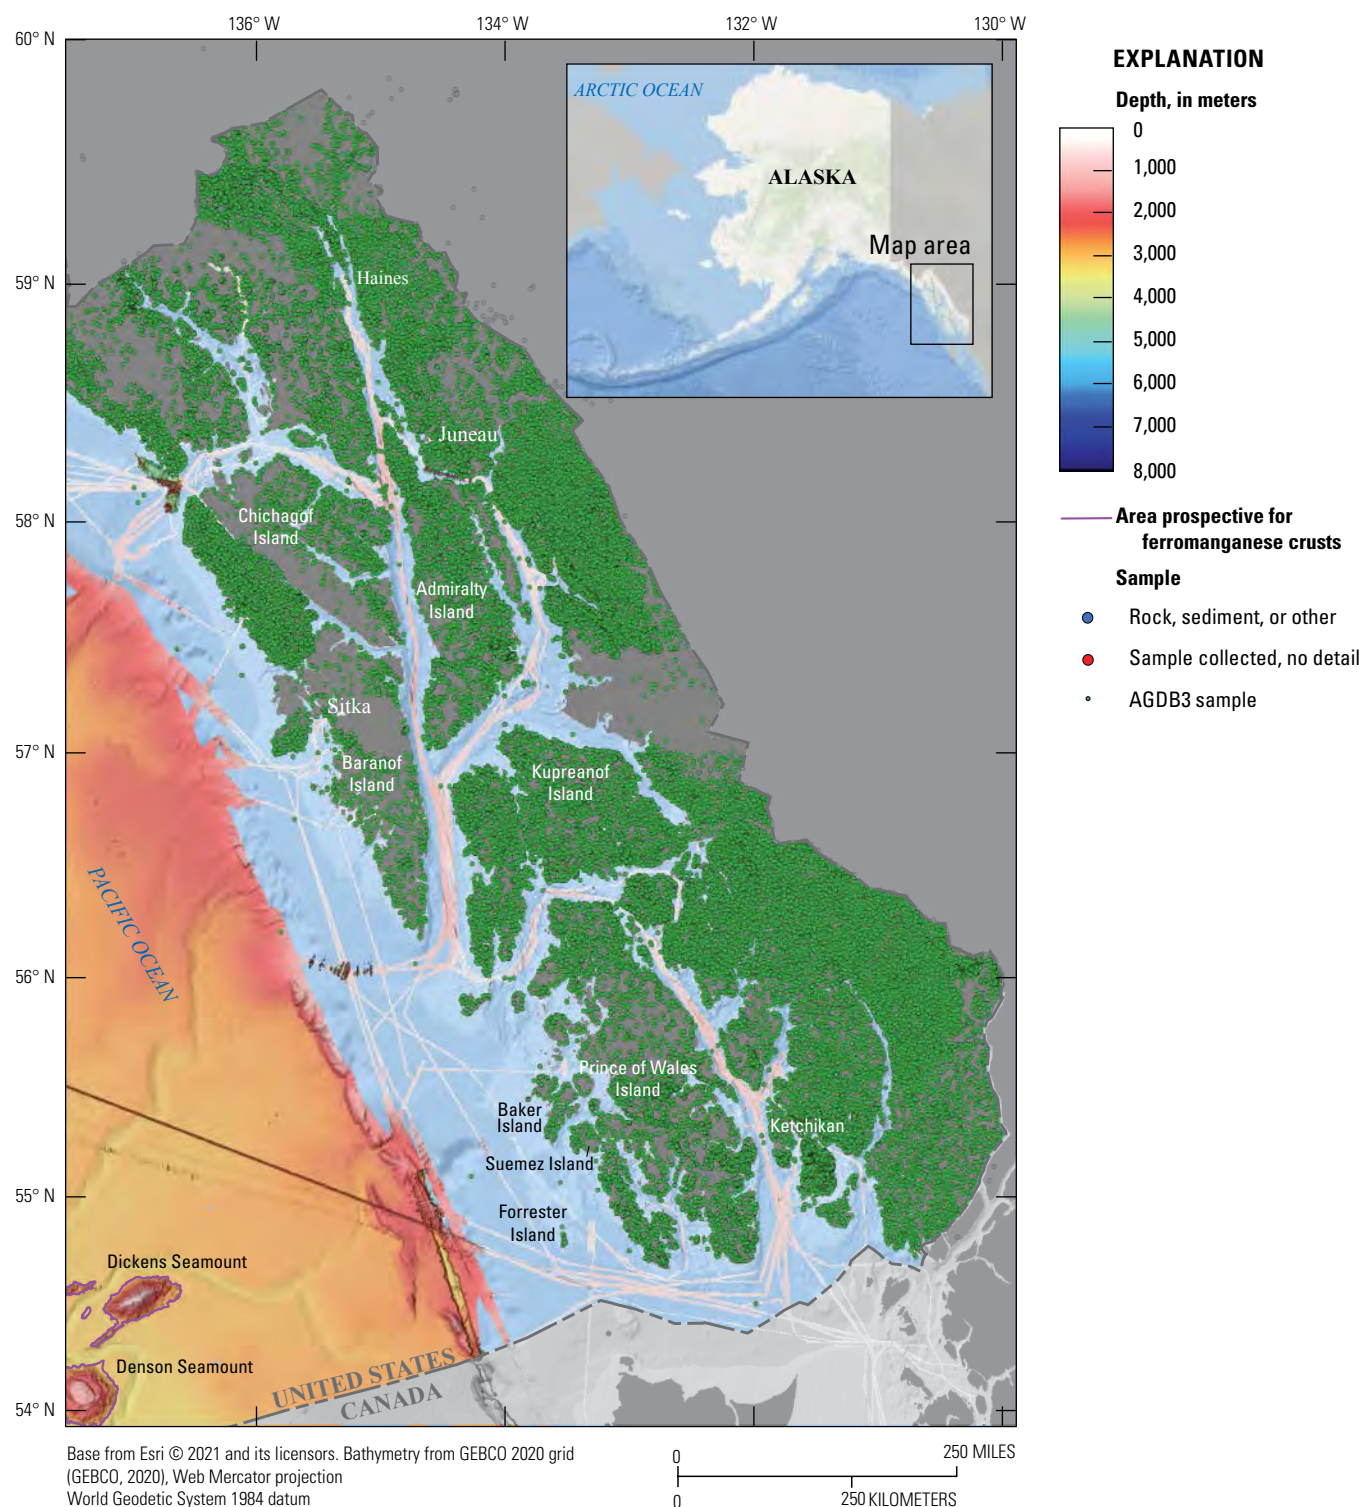 136° W
134° W
132° W
130° W
60° N
59° N
58° N
57° N
56° N
55° N
54° N
ARCTIC OCEAN
ALASKA
Map area
Haines
Juneau
Chichagof
Island
Admiralty
Island
Sitka
Baranof
Island
Kupreanof
Island
PACIFIC OCEAN
Prince of Wales
Island
Baker
Island
Ketchikan
Suemez Island
Forrester
Island
Dickens Seamount
Denson Seamount
UNITED STATES
CANADA
EXPLANATION
Depth, in meters
0
1,000
2,000
3,000
4,000
5,000
6,000
7,000
8,000
Area prospective for
ferromanganese crusts
Sample
Rock, sediment, or other
Sample collected, no detail
AGDB3 sample
Base from Esri © 2021 and its licensors. Bathymetry from GEBCO 2020 grid
(GEBCO, 2020), Web Mercator projection
World Geodetic System 1984 datum
0 250 MILES
0 250 KILOMETERS